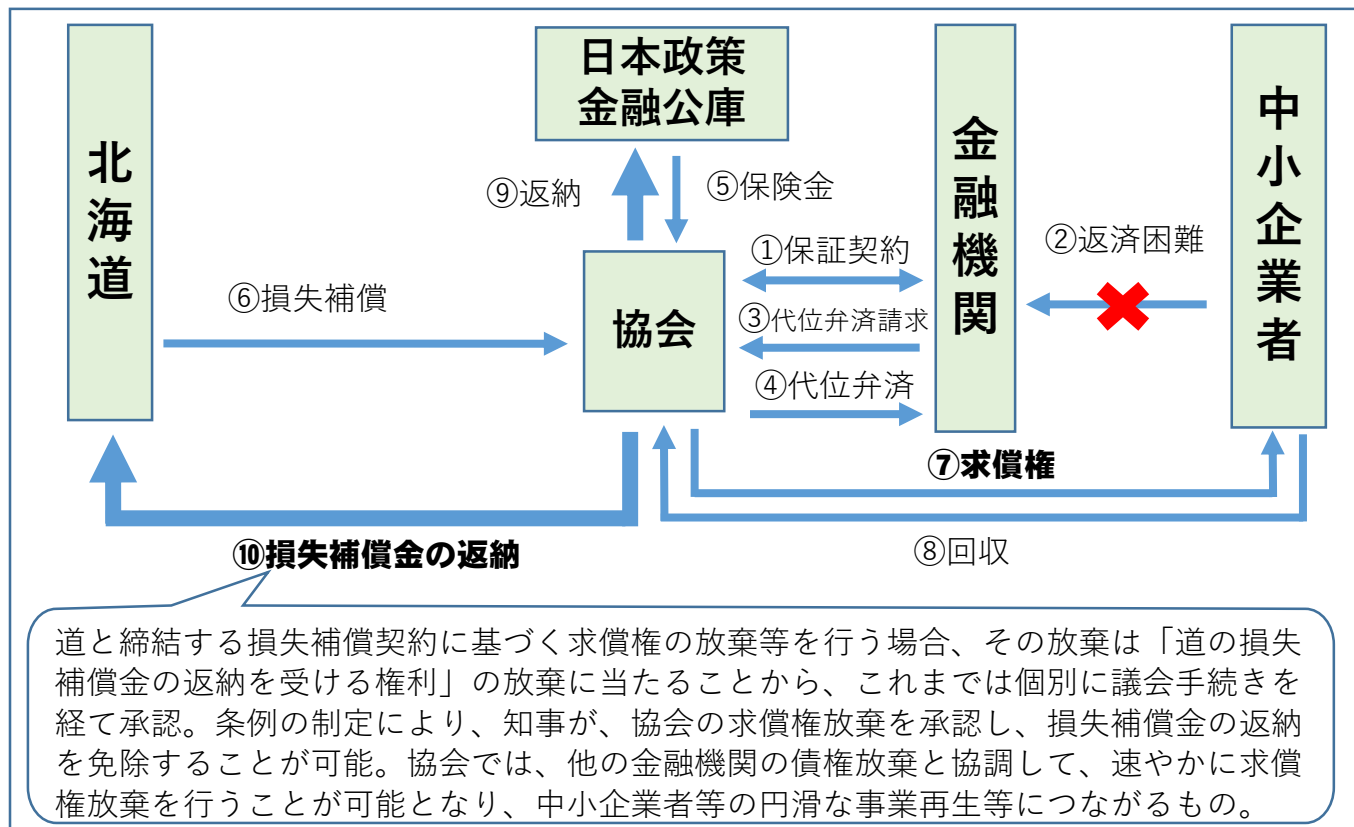 日本政策
金融公庫
北海道
金融機関
中小企業者
⑨返納
⑤保険金
②返済困難
①保証契約
⑥損失補償
協会
③代位弁済請求
④代位弁済
⑦求償権
⑩損失補償金の返納
⑧回収
道と締結する損失補償契約に基づく求償権の放棄等を行う場合、その放棄は「道の損失
補償金の返納を受ける権利」の放棄に当たることから、これまでは個別に議会手続きを
経て承認。条例の制定により、知事が、協会の求償権放棄を承認し、損失補償金の返納
を免除することが可能。協会では、他の金融機関の債権放棄と協調して、速やかに求償
権放棄を行うことが可能となり、中小企業者等の円滑な事業再生等につながるもの。